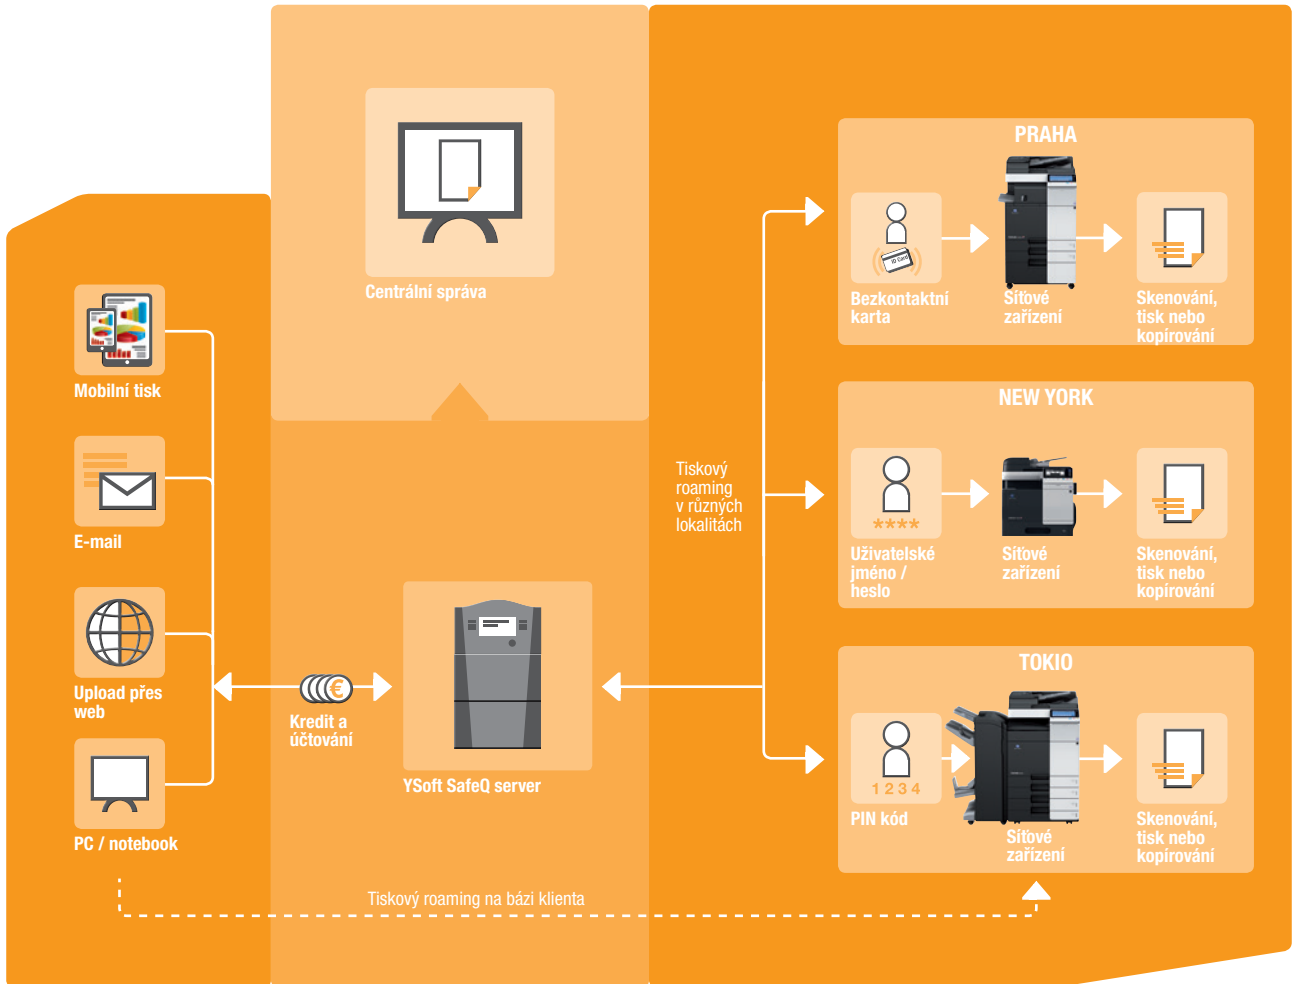 Centrální správa
Mobilní tisk
E-mail
Upload přes
web
PC / notebook
Kredit a
účtování
€
YSoft SafeQ server
Tiskový
roaming
v různých
lokalitách
Tiskový roaming na bázi klienta
PRAHA
ID Card
Bezkontaktní
karta
Síťové
zařízení
Skenování,
tisk nebo
kopírování
NEW YORK
****
Uživatelské
jméno /
heslo
Síťové
zařízení
Skenování,
tisk nebo
kopírování
TOKIO
1 2 3 4
PIN kód
Síťové
zařízení
Skenování,
tisk nebo
kopírování